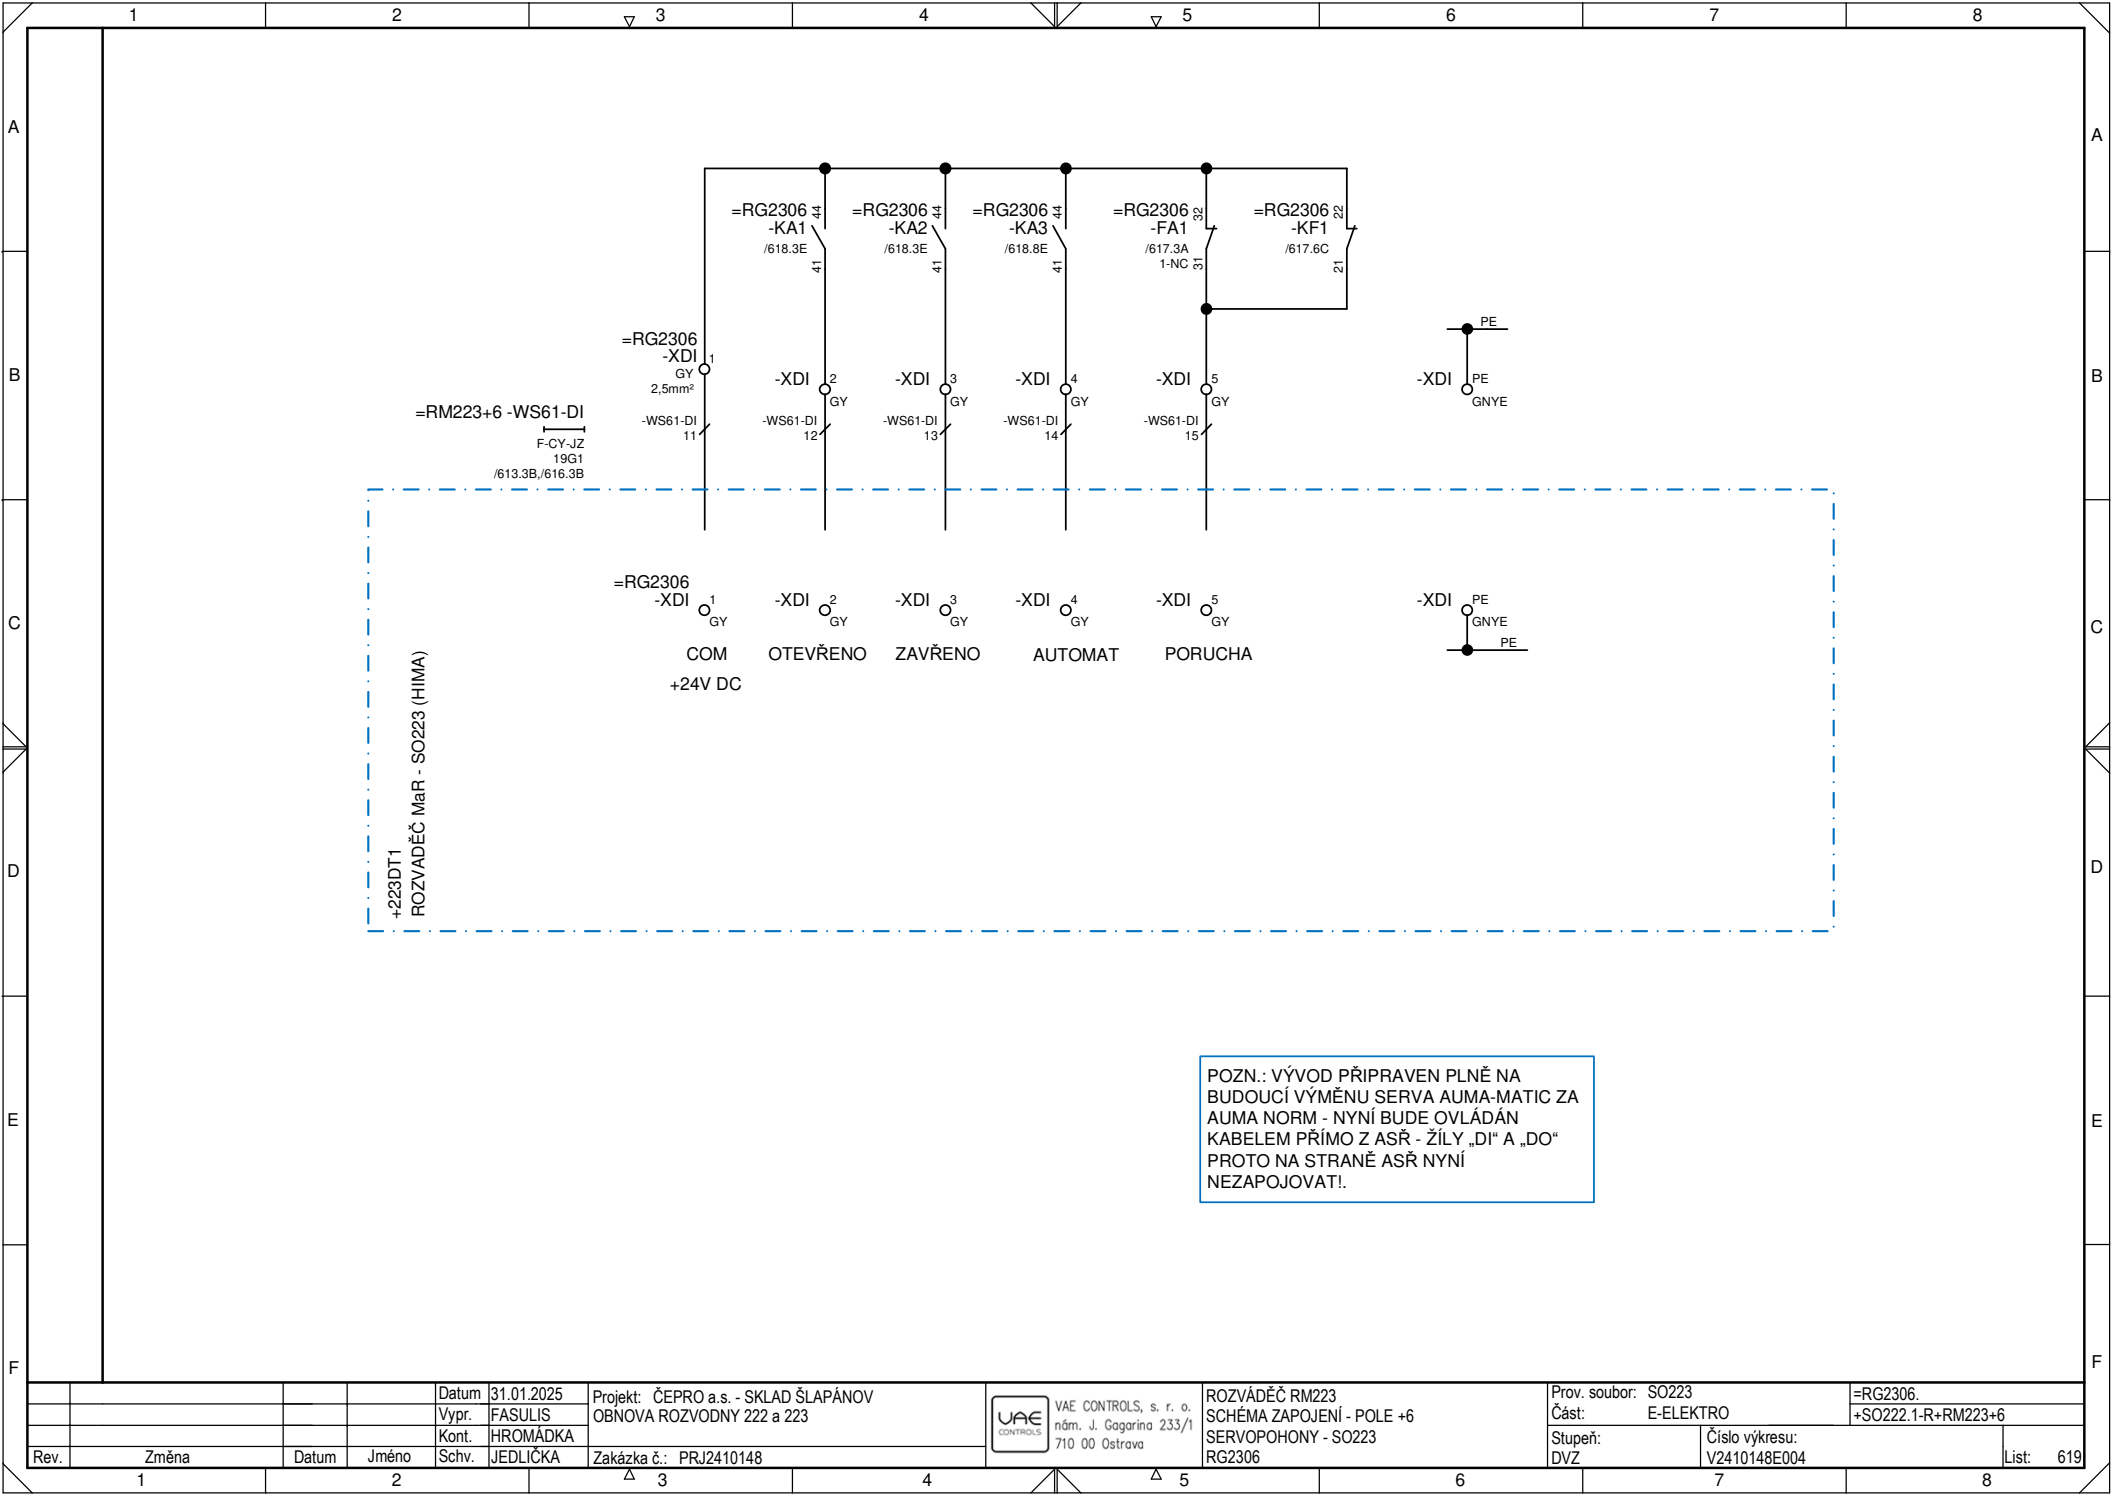 1 2 3 4 5 6 7 8
A A
=RG2306 44 =RG2306 44 =RG2306 44 =RG2306 32 =RG2306 22
-KA1 -KA2 -KA3 -FA1 -KF1
/618.3E /618.3E /618.8E /617.3A /617.6C
41 41 41 1-NC 31 21
=RG2306 PE
-XDI 1
GY
2,5mm²
B -XDI 2 -XDI 3 -XDI 4 -XDI 5 -XDI PE B
GY GY GY GY GNYE
=RM223+6 -WS61-DI
F-CY-JZ
19G1
/613.3B,/616.3B
-WS61-DI -WS61-DI -WS61-DI -WS61-DI -WS61-DI
11 12 13 14 15
=RG2306
-XDI 1 -XDI 2 -XDI 3 -XDI 4 -XDI 5 -XDI PE
GY GY GY GY GY GNYE
C C
COM OTEVŘENO ZAVŘENO AUTOMAT PORUCHA PE
+24V DC
+223DT1
ROZVADĚČ MaR - SO223 (HIMA)
D D
POZN.: VÝVOD PŘIPRAVEN PLNĚ NA
BUDOUCÍ VÝMĚNU SERVA AUMA-MATIC ZA
AUMA NORM - NYNÍ BUDE OVLÁDÁN
KABELEM PŘÍMO Z ASŘ - ŽÍLY „DI“ A „DO“
PROTO NA STRANĚ ASŘ NYNÍ
NEZAPOJOVAT!.
E E
F F
Rev. Změna Datum Jméno
Datum 31.01.2025
Vypr. FASULIS
Kont. HROMÁDKA
Schv. JEDLIČKA
Projekt: ČEPRO a.s. - SKLAD ŠLAPÁNOV
OBNOVA ROZVODNY 222 a 223
Zakázka č.: PRJ2410148
VAE
CONTROLS
VAE CONTROLS, s. r. o.
nám. J. Gagarina 233/1
710 00 Ostrava
ROZVÁDĚČ RM223
SCHÉMA ZAPOJENÍ - POLE +6
SERVOPOHONY - SO223
RG2306
Prov. soubor: SO223
Část: E-ELEKTRO
Stupeň:
DVZ
Číslo výkresu:
V2410148E004
=RG2306.
+SO222.1-R+RM223+6
List: 619
1 2 3 4 5 6 7 8